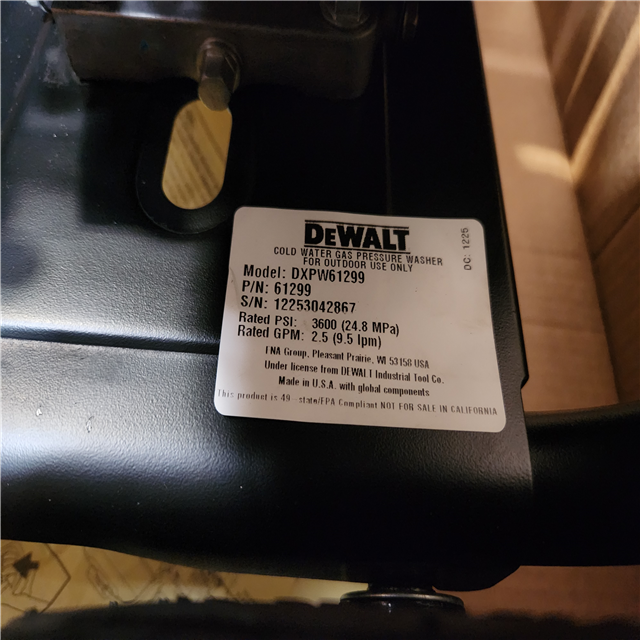 DEWALT
COLD WATER GAS PRESSURE WASHER
FOR OUTDOOR USE ONLY
DC: 1225
Model: DXPW61299
P/N: 61299
S/N: 12253042867
Rated PSI: 3600 (24.8 MPa)
Rated GPM: 2.5 (9.5 lpm)
FNA Group, Pleasant Prairie, WI 53158 USA
Under license from DEWALT Industrial Tool Co.
Made in U.S.A. with global components
This product is 49-state/EPA Compliant NOT FOR SALE IN CALIFORNIA